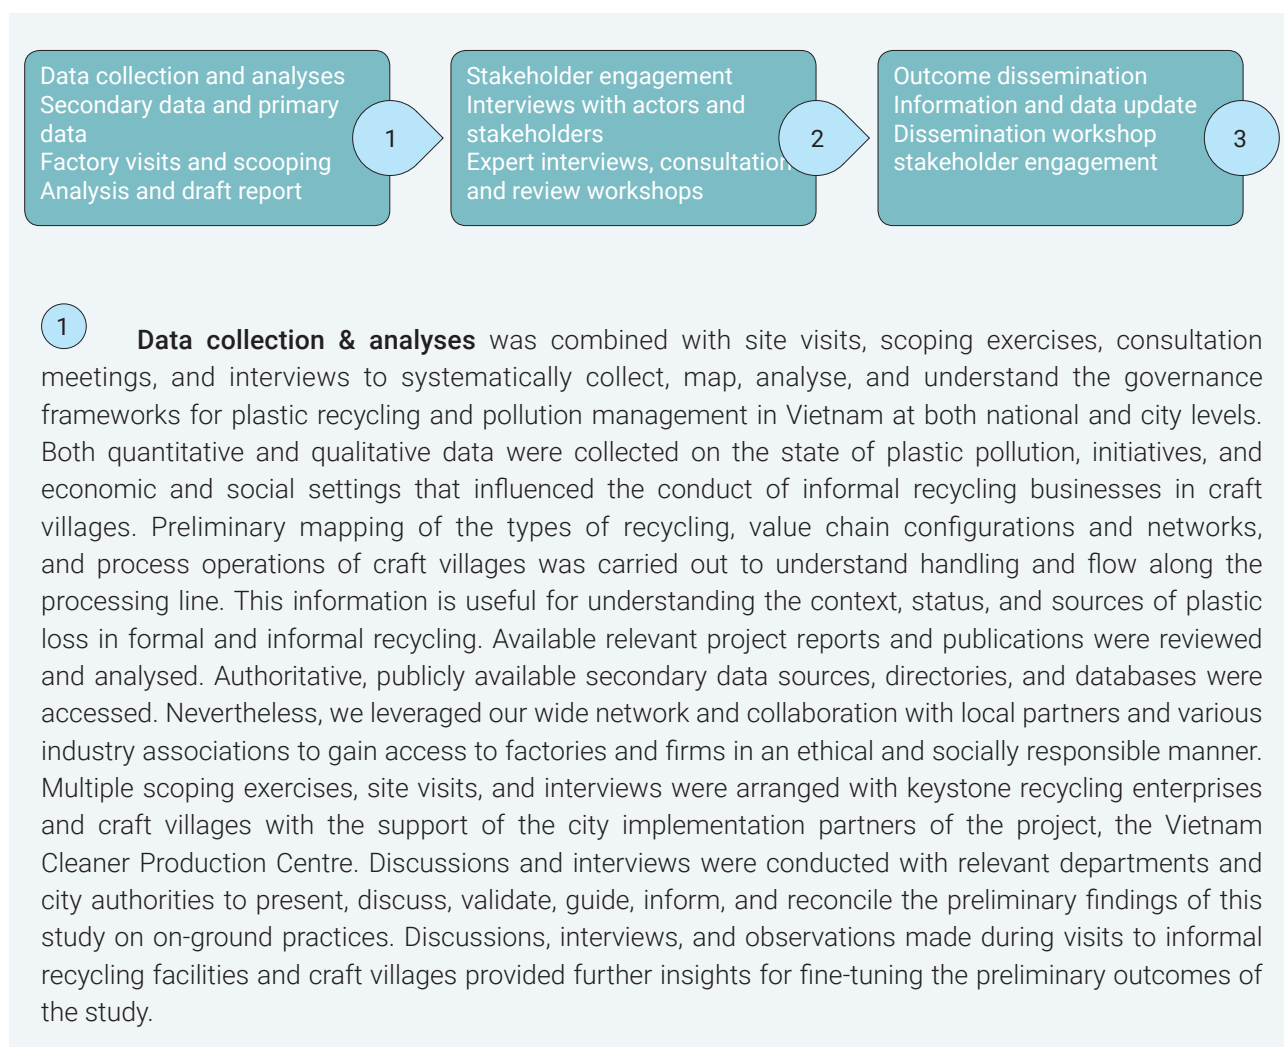 Data collection and analyses
Secondary data and primary
data
Factory visits and scooping
Analysis and draft report
1
Stakeholder engagement
Interviews with actors and
stakeholders
Expert interviews, consultation
and review workshops
2
Outcome dissemination
Information and data update
Dissemination workshop
stakeholder engagement
3
1
Data collection & analyses was combined with site visits, scoping exercises, consultation
meetings, and interviews to systematically collect, map, analyse, and understand the governance
frameworks for plastic recycling and pollution management in Vietnam at both national and city levels.
Both quantitative and qualitative data were collected on the state of plastic pollution, initiatives, and
economic and social settings that influenced the conduct of informal recycling businesses in craft
villages. Preliminary mapping of the types of recycling, value chain configurations and networks,
and process operations of craft villages was carried out to understand handling and flow along the
processing line. This information is useful for understanding the context, status, and sources of plastic
loss in formal and informal recycling. Available relevant project reports and publications were reviewed
and analysed. Authoritative, publicly available secondary data sources, directories, and databases were
accessed. Nevertheless, we leveraged our wide network and collaboration with local partners and various
industry associations to gain access to factories and firms in an ethical and socially responsible manner.
Multiple scoping exercises, site visits, and interviews were arranged with keystone recycling enterprises
and craft villages with the support of the city implementation partners of the project, the Vietnam
Cleaner Production Centre. Discussions and interviews were conducted with relevant departments and
city authorities to present, discuss, validate, guide, inform, and reconcile the preliminary findings of this
study on on-ground practices. Discussions, interviews, and observations made during visits to informal
recycling facilities and craft villages provided further insights for fine-tuning the preliminary outcomes of
the study.